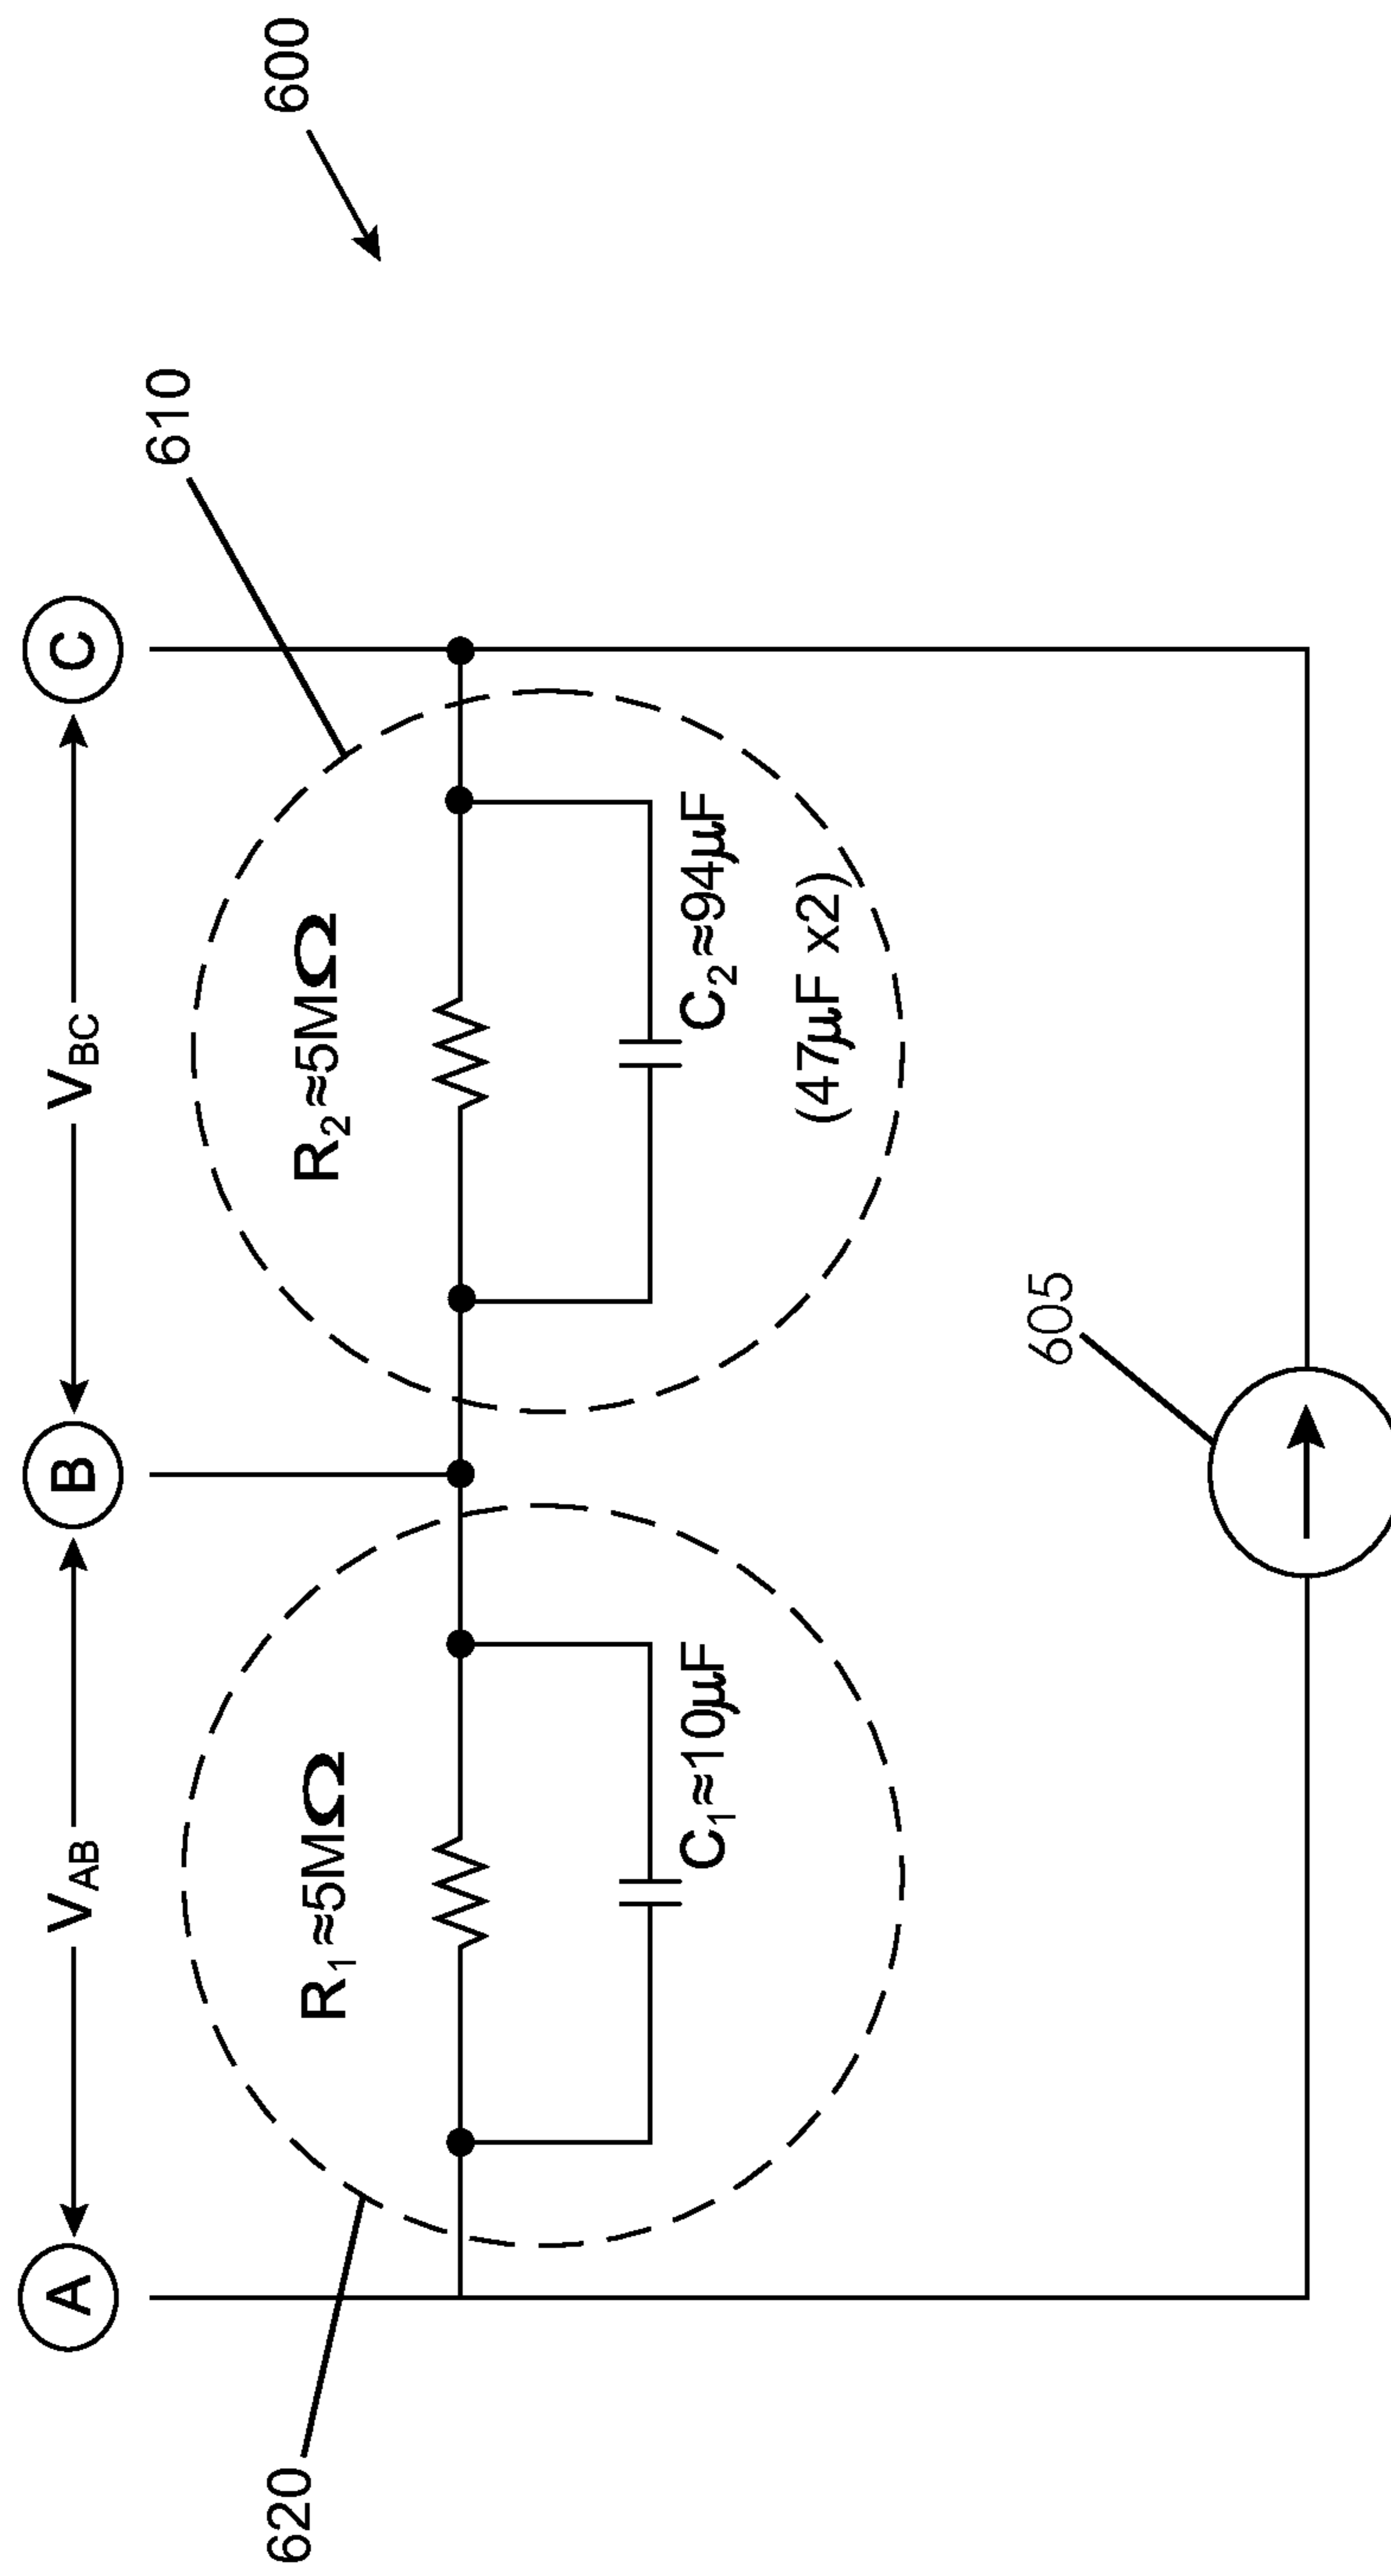 A
V_AB
B
V_BC
C
600
610
620
R₁≈5MΩ
C₁≈10µF
R₂≈5MΩ
C₂≈94µF
(47µF x2)
605